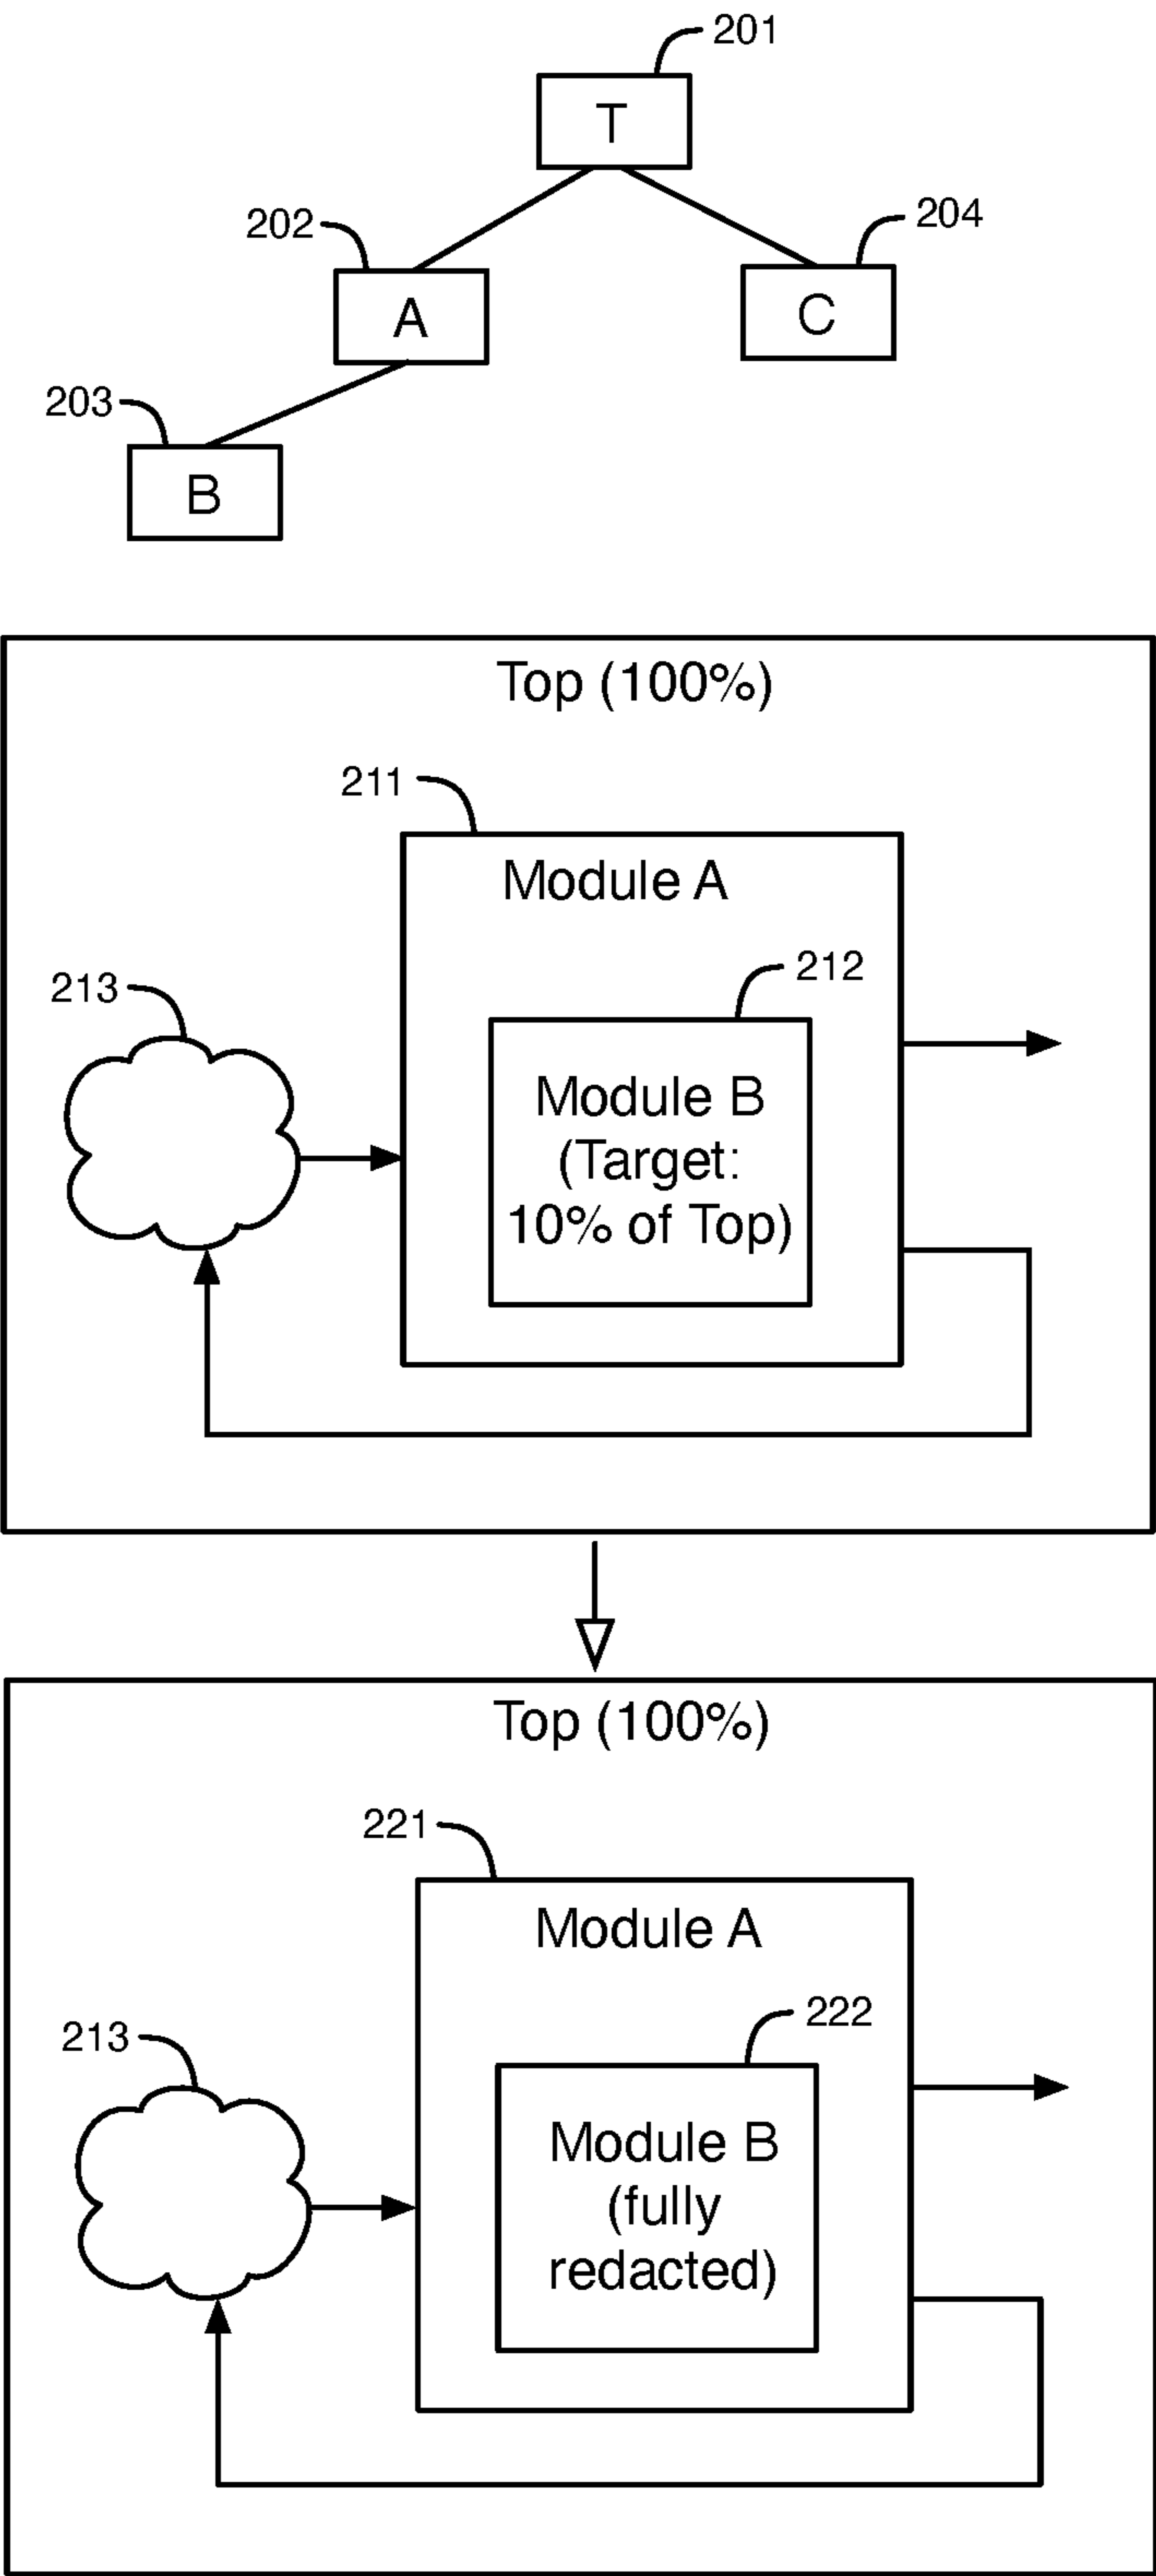 201
T
202
204
A
C
203
B
Top (100%)
211
Module A
212
213
Module B
(Target:
10% of Top)
Top (100%)
221
Module A
222
213
Module B
(fully
redacted)